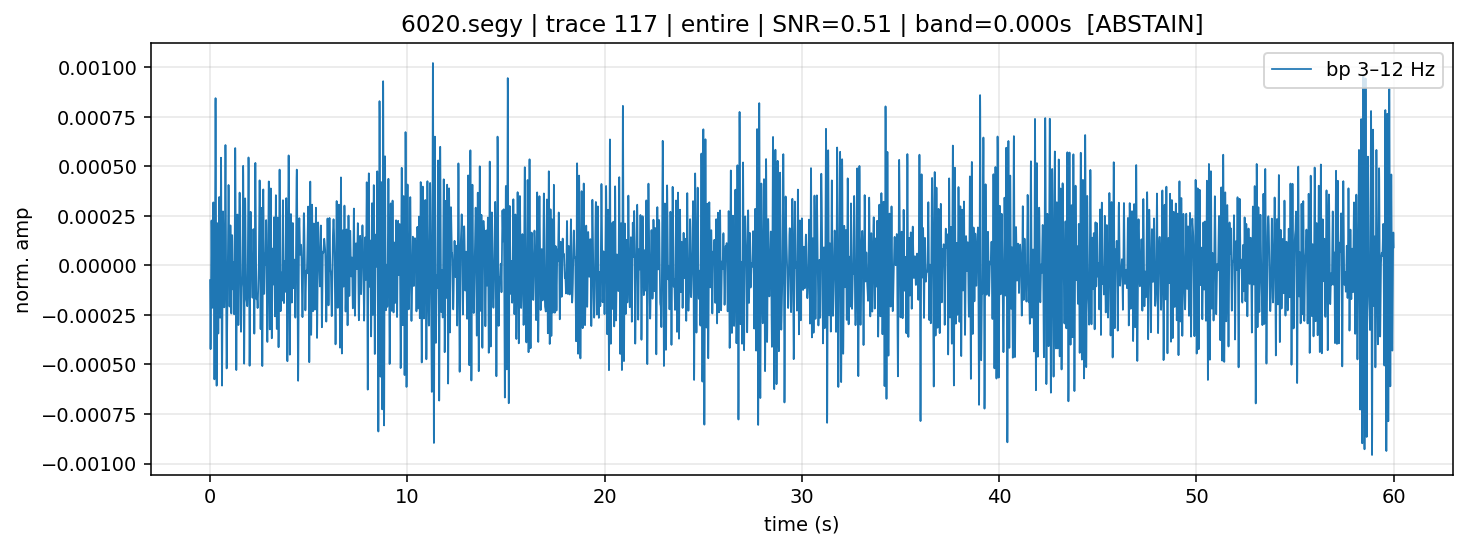 6020.segy | trace 117 | entire | SNR=0.51 | band=0.000s  [ABSTAIN]
bp 3–12 Hz
norm. amp
0.00100
0.00075
0.00050
0.00025
0.00000
−0.00025
−0.00050
−0.00075
−0.00100
0 10 20 30 40 50 60
time (s)